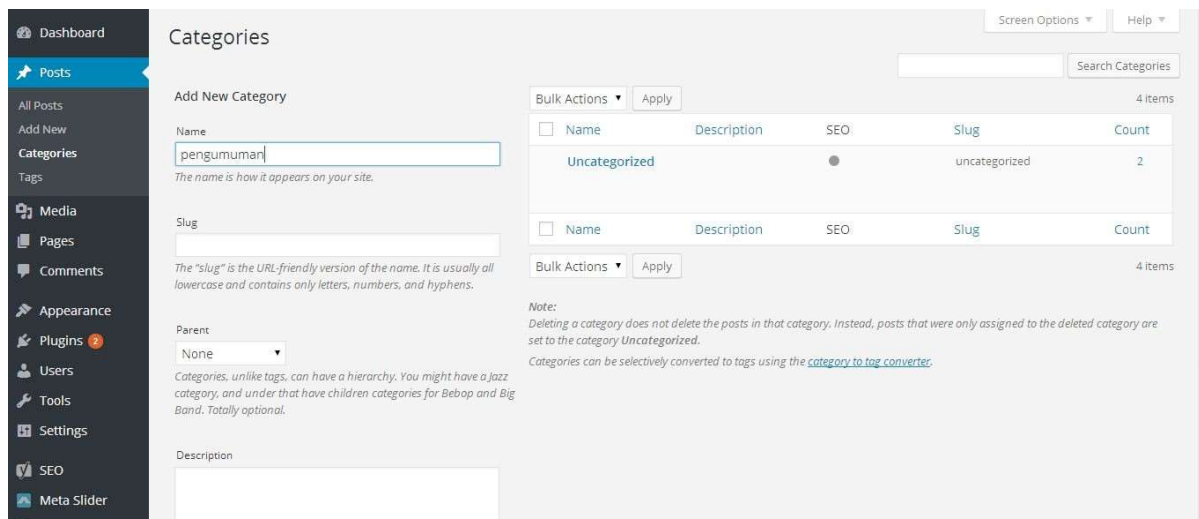 Dashboard
Posts
All Posts
Add New
Categories
Tags
Media
Pages
Comments
Appearance
Plugins 2
Users
Tools
Settings
SEO
Meta Slider
Screen Options
Help
Categories
Search Categories
Add New Category
Name
pengumuman
The name is how it appears on your site.
Slug
The "slug" is the URL-friendly version of the name. It is usually all
lowercase and contains only letters, numbers, and hyphens.
Parent
None
Categories, unlike tags, can have a hierarchy. You might have a Jazz
category, and under that have children categories for Bebop and Big
Band. Totally optional.
Description
Bulk Actions Apply 4 items
Name Description SEO Slug Count
Uncategorized uncategorized 2
Name Description SEO Slug Count
Bulk Actions Apply 4 items
Note:
Deleting a category does not delete the posts in that category. Instead, posts that were only assigned to the deleted category are
set to the category Uncategorized.
Categories can be selectively converted to tags using the category to tag converter.